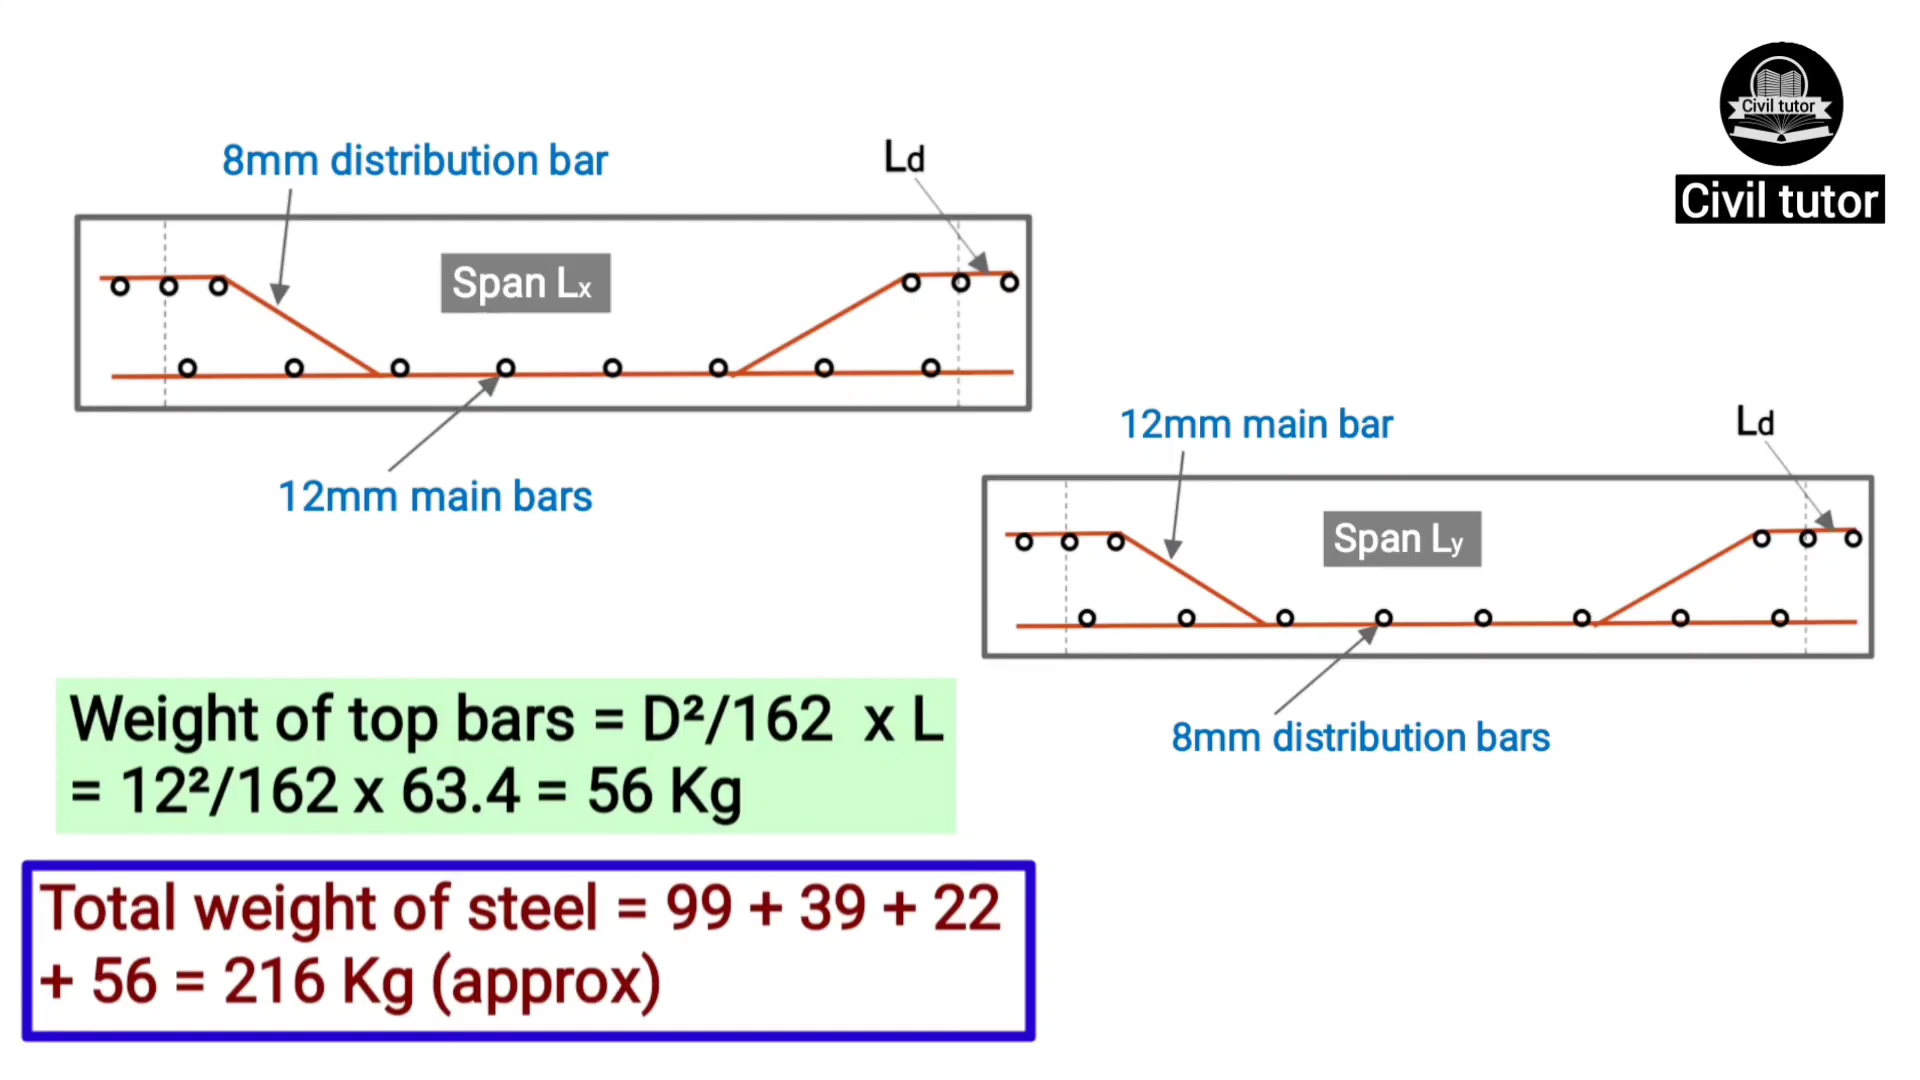 Civil tutor
Civil tutor
8mm distribution bar
Ld
Span Lx
12mm main bars
12mm main bar
Ld
Span Ly
8mm distribution bars
Weight of top bars = D²/162 x L
= 12²/162 x 63.4 = 56 Kg
Total weight of steel = 99 + 39 + 22
+ 56 = 216 Kg (approx)